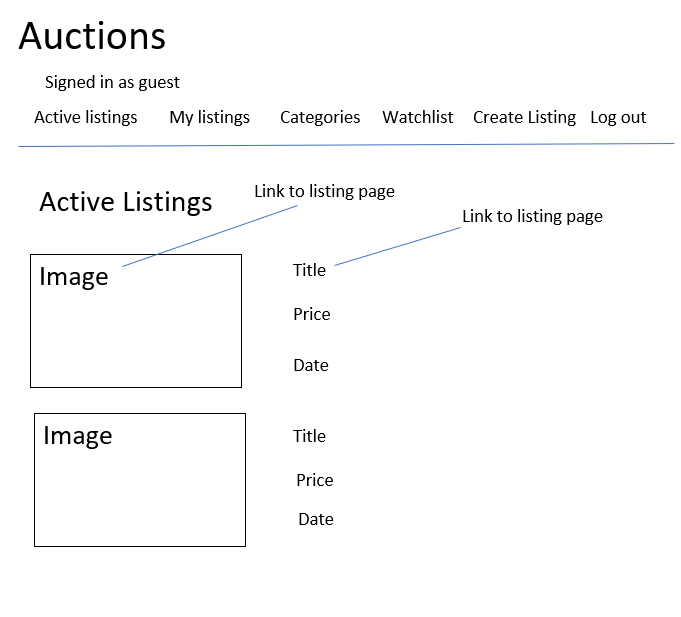 Auctions
Signed in as guest
Active listings My listings Categories Watchlist Create Listing Log out
Active Listings
Link to listing page
Link to listing page
Image
Title
Price
Date
Image
Title
Price
Date